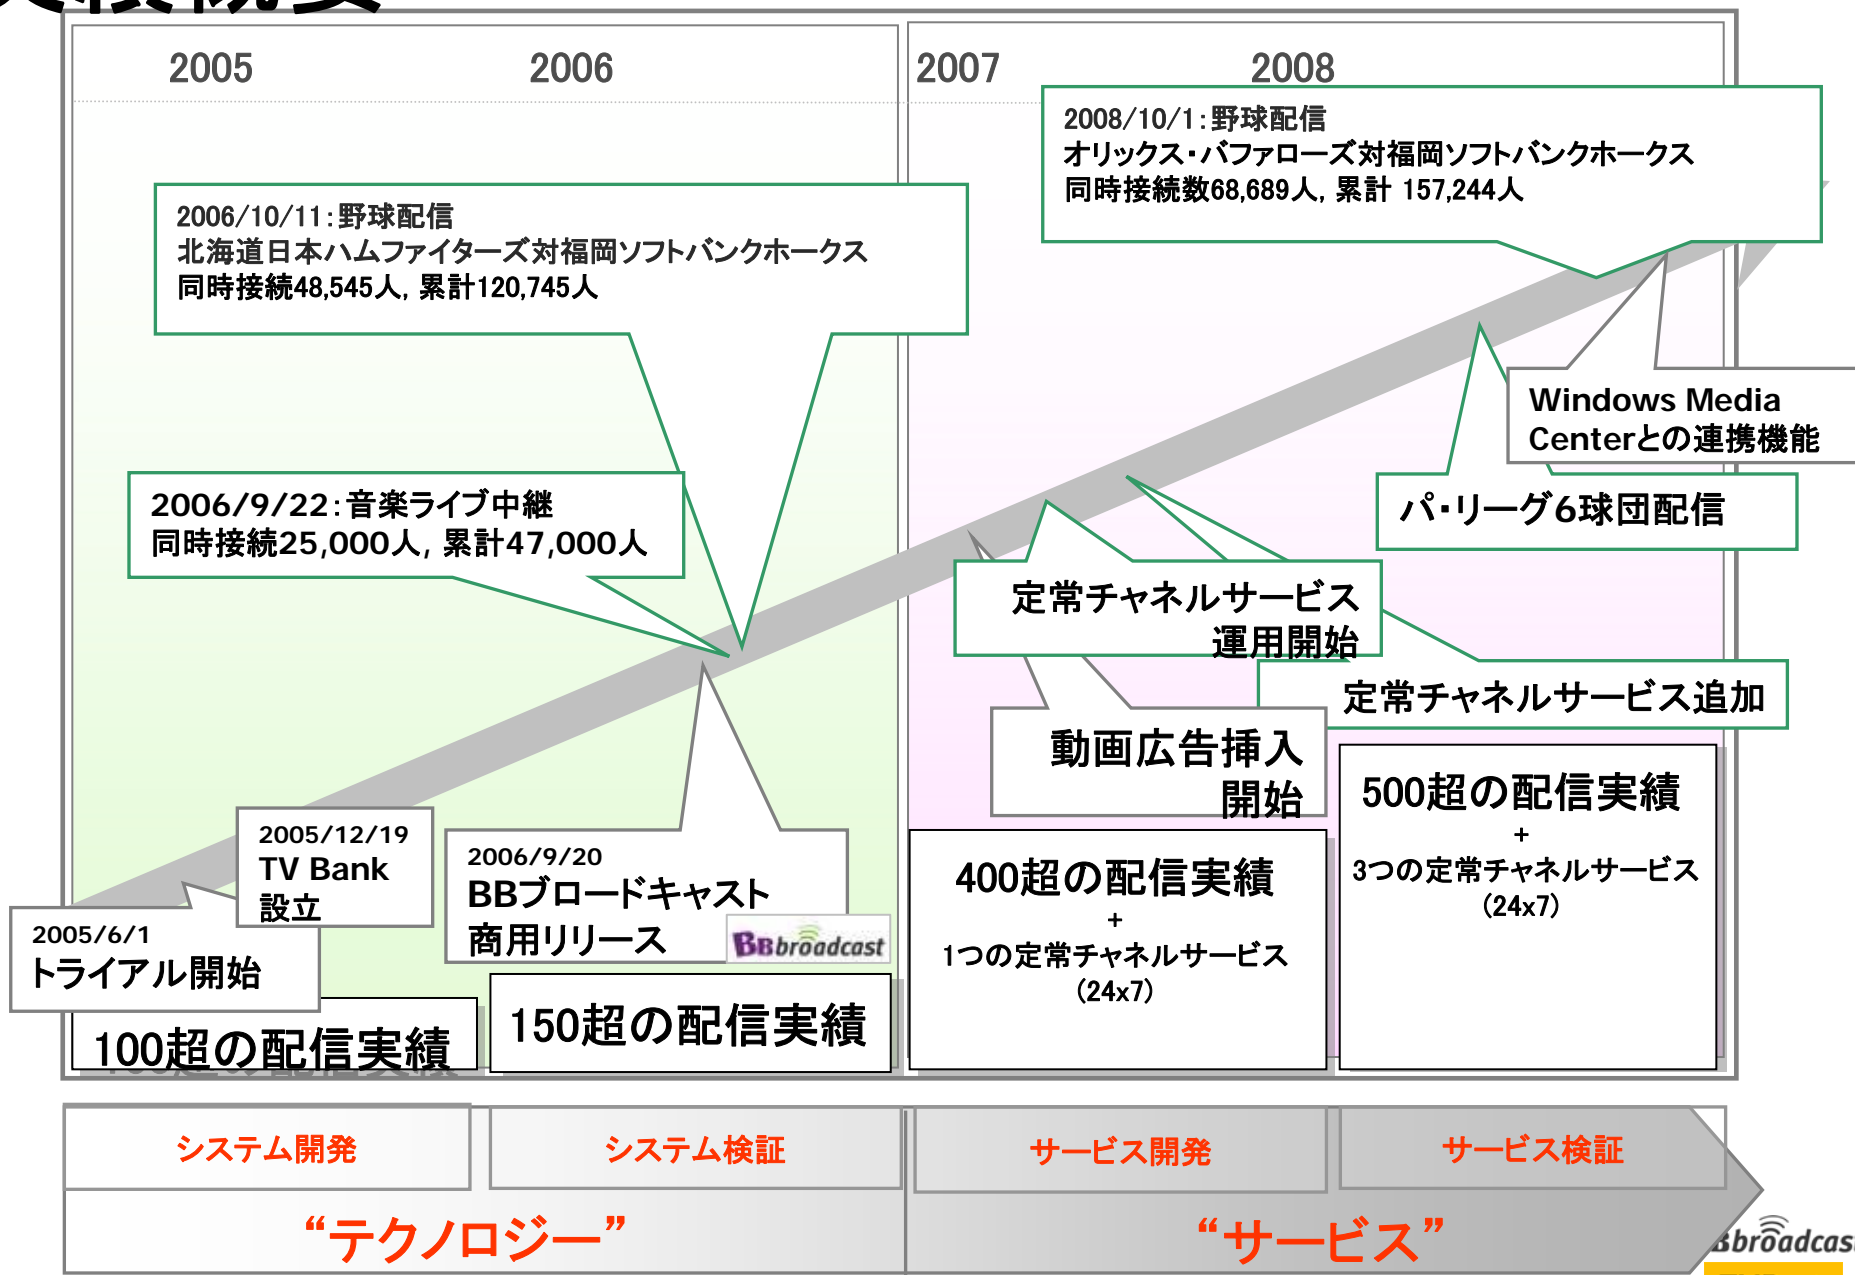 2005
2006
2007
2008
2008/10/1:野球配信
オリックス・バファローズ対福岡ソフトバンクホークス
同時接続数68,689人, 累計 157,244人
2006/10/11:野球配信
北海道日本ハムファイターズ対福岡ソフトバンクホークス
同時接続48,545人, 累計120,745人
Windows Media
Centerとの連携機能
2006/9/22:音楽ライブ中継
同時接続25,000人, 累計47,000人
パ・リーグ6球団配信
定常チャネルサービス
運用開始
定常チャネルサービス追加
動画広告挿入
開始
2005/12/19
TV Bank
設立
2006/9/20
BBブロードキャスト
商用リリース
BBbroadcast
2005/6/1
トライアル開始
100超の配信実績
150超の配信実績
400超の配信実績
+
1つの定常チャネルサービス
(24x7)
500超の配信実績
+
3つの定常チャネルサービス
(24x7)
システム開発
システム検証
サービス開発
サービス検証
“テクノロジー”
“サービス”